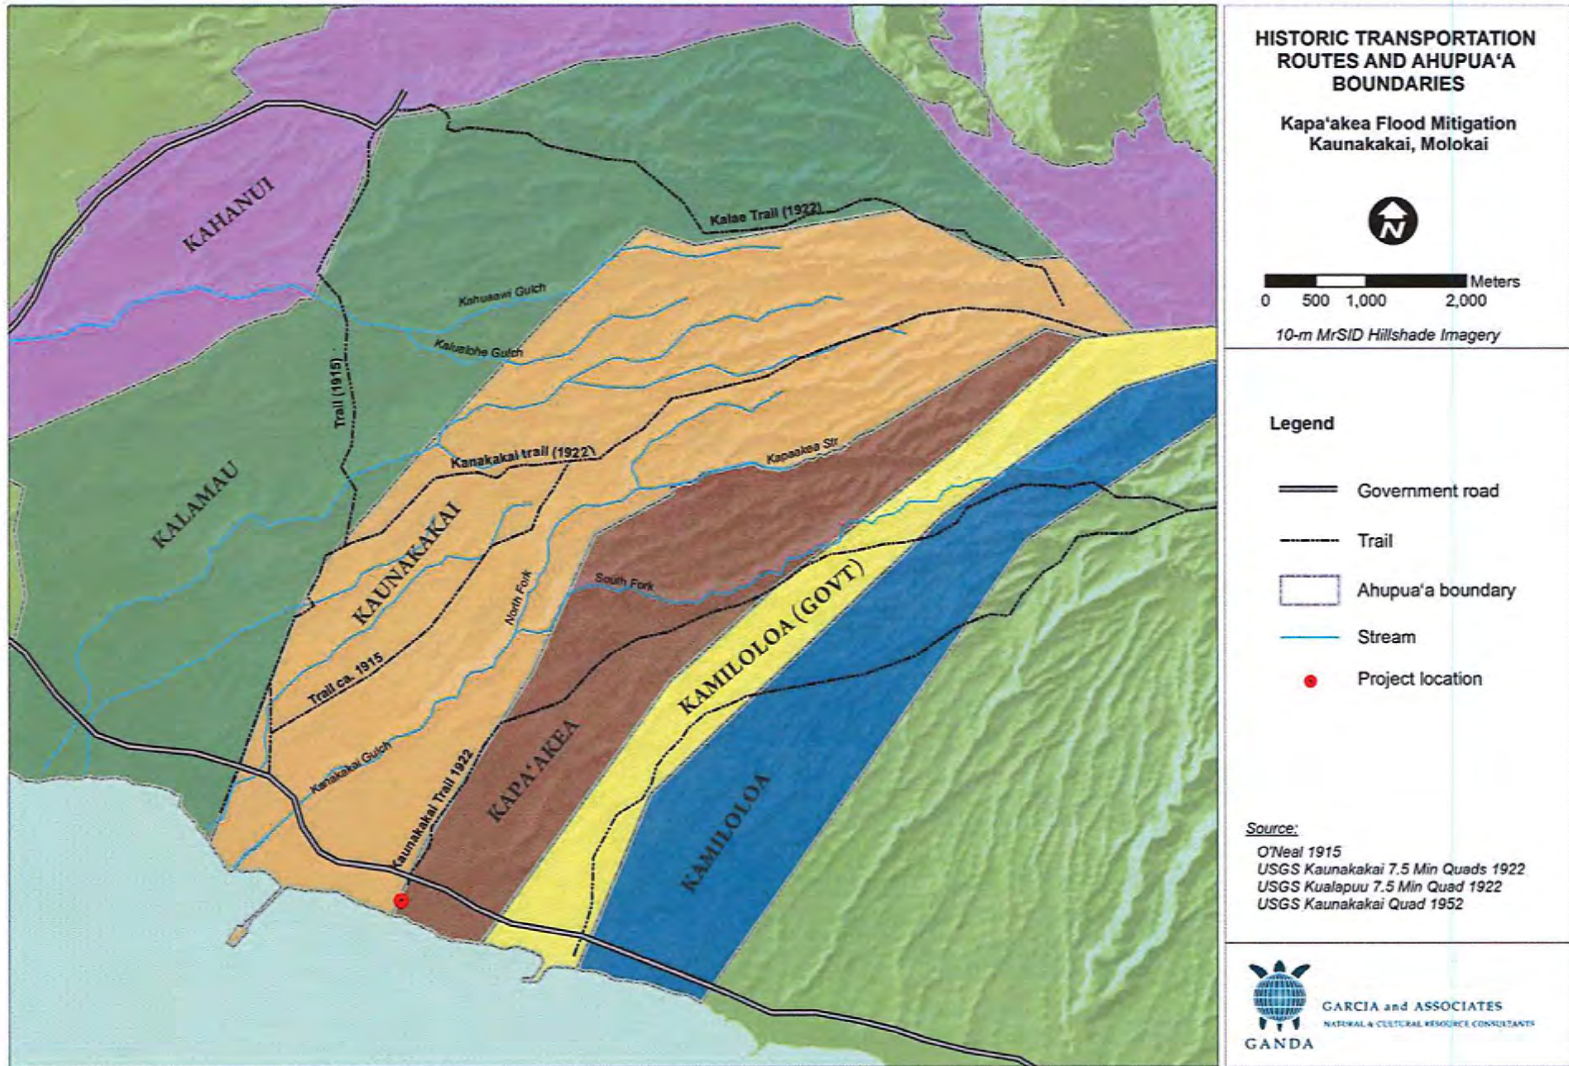 KAHANUI
Kalae Trail (1922)
Kahuaawi Gulch
Kalualohe Gulch
Trail (1915)
Kanakakai trail (1922)
Kapaakea Str
KALAMAU
KAUNAKAKAI
North Fork
South Fork
Trail ca. 1915
Kanakakai Gulch
Kaunakakai Trail 1922
KAPA‘AKEA
KAMILOLOA (GOVT)
KAMILOLOA
HISTORIC TRANSPORTATION
ROUTES AND AHUPUA‘A
BOUNDARIES
Kapa‘akea Flood Mitigation
Kaunakakai, Molokai
N
Meters
0 500 1,000 2,000
10-m MrSID Hillshade Imagery
Legend
Government road
Trail
Ahupua‘a boundary
Stream
Project location
Source:
O'Neal 1915
USGS Kaunakakai 7.5 Min Quads 1922
USGS Kualapuu 7.5 Min Quad 1922
USGS Kaunakakai Quad 1952
GARCIA and ASSOCIATES
NATURAL & CULTURAL RESOURCE CONSULTANTS
GANDA